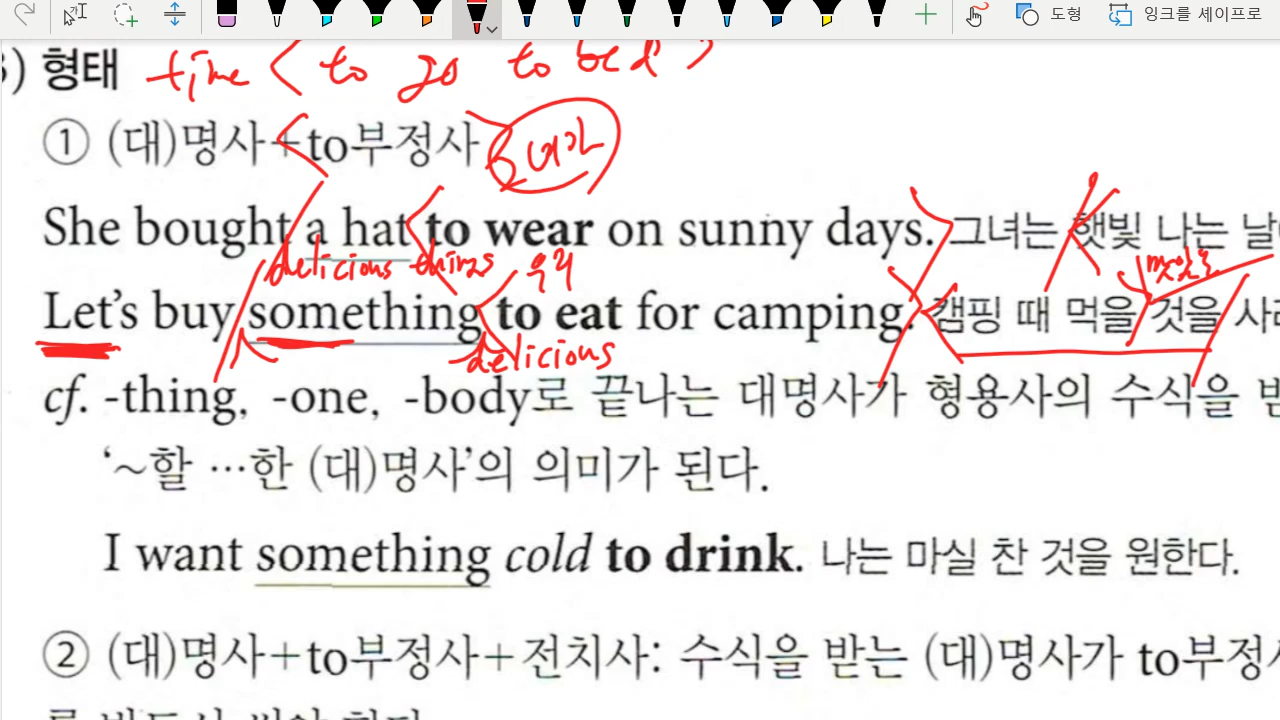 도형 잉크를 셰이프로
3) 형태 time to go to bed
① (대)명사+to부정사
She bought a hat to wear on sunny days. 그녀는 햇빛 나는 날에
delicious things 우리 맛있는
Let's buy something to eat for camping. 캠핑 때 먹을 것을 사
delicious
cf. -thing, -one, -body로 끝나는 대명사가 형용사의 수식을 받
‘~할 …한 (대)명사’의 의미가 된다.
I want something cold to drink. 나는 마실 찬 것을 원한다.
② (대)명사+to부정사+전치사: 수식을 받는 (대)명사가 to부정사